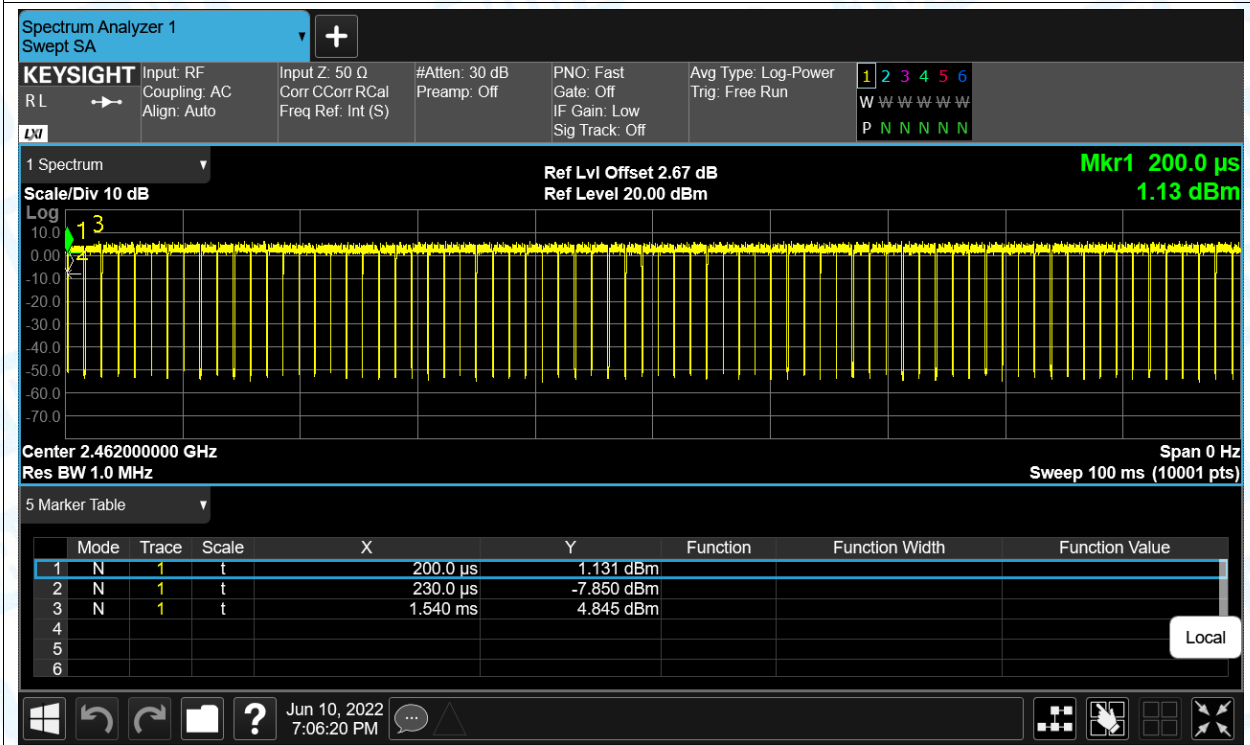 Spectrum Analyzer 1
Swept SA
KEYSIGHT
R L
LXI
Input: RF
Coupling: AC
Align: Auto
Input Z: 50 Ω
Corr CCorr RCal
Freq Ref: Int (S)
#Atten: 30 dB
Preamp: Off
PNO: Fast
Gate: Off
IF Gain: Low
Sig Track: Off
Avg Type: Log-Power
Trig: Free Run
1 2 3 4 5 6
W W W W W W
P N N N N N
1 Spectrum
Scale/Div 10 dB
Ref Lvl Offset 2.67 dB
Ref Level 20.00 dBm
Mkr1 200.0 µs
1.13 dBm
Log
1 3
2
10.0
0.00
-10.0
-20.0
-30.0
-40.0
-50.0
-60.0
-70.0
Center 2.462000000 GHz
Res BW 1.0 MHz
Span 0 Hz
Sweep 100 ms (10001 pts)
5 Marker Table
Mode Trace Scale X Y Function Function Width Function Value
1 N 1 t 200.0 µs 1.131 dBm
2 N 1 t 230.0 µs -7.850 dBm
3 N 1 t 1.540 ms 4.845 dBm
4
5
6
Local
?
Jun 10, 2022
7:06:20 PM